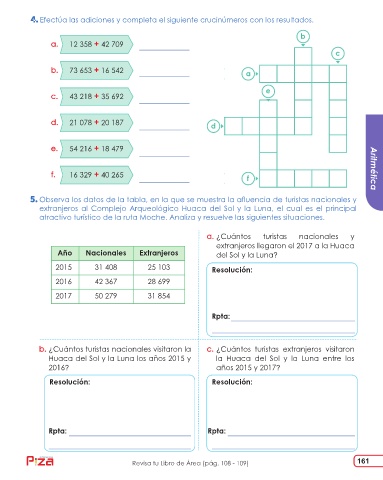 4. Efectúa las adiciones y completa el siguiente crucinúmeros con los resultados.
a. 12 358 + 42 709
b. 73 653 + 16 542
c. 43 218 + 35 692
d. 21 078 + 20 187
e. 54 216 + 18 479
f. 16 329 + 40 265
b
c
a
e
d
f
Aritmética
5. Observa los datos de la tabla, en la que se muestra la afluencia de turistas nacionales y
extranjeros al Complejo Arqueológico Huaca del Sol y la Luna, el cual es el principal
atractivo turístico de la ruta Moche. Analiza y resuelve las siguientes situaciones.
Año Nacionales Extranjeros
2015 31 408 25 103
2016 42 367 28 699
2017 50 279 31 854
a. ¿Cuántos turistas nacionales y
extranjeros llegaron el 2017 a la Huaca
del Sol y la Luna?
Resolución:
Rpta:
b. ¿Cuántos turistas nacionales visitaron la
Huaca del Sol y la Luna los años 2015 y
2016?
Resolución:
Rpta:
c. ¿Cuántos turistas extranjeros visitaron
la Huaca del Sol y la Luna entre los
años 2015 y 2017?
Resolución:
Rpta:
Revisa tu Libro de Área (pág. 108 - 109)
161